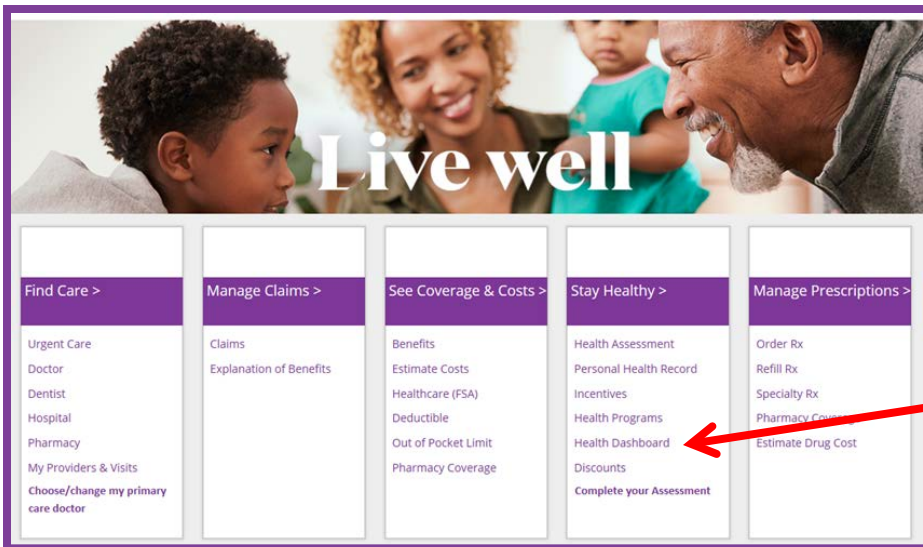 Live well
Find Care >
Urgent Care
Doctor
Dentist
Hospital
Pharmacy
My Providers & Visits
Choose/change my primary
care doctor
Manage Claims >
Claims
Explanation of Benefits
See Coverage & Costs >
Benefits
Estimate Costs
Healthcare (FSA)
Deductible
Out of Pocket Limit
Pharmacy Coverage
Stay Healthy >
Health Assessment
Personal Health Record
Incentives
Health Programs
Health Dashboard
Discounts
Complete your Assessment
Manage Prescriptions >
Order Rx
Refill Rx
Specialty Rx
Pharmacy Coverage
Estimate Drug Cost